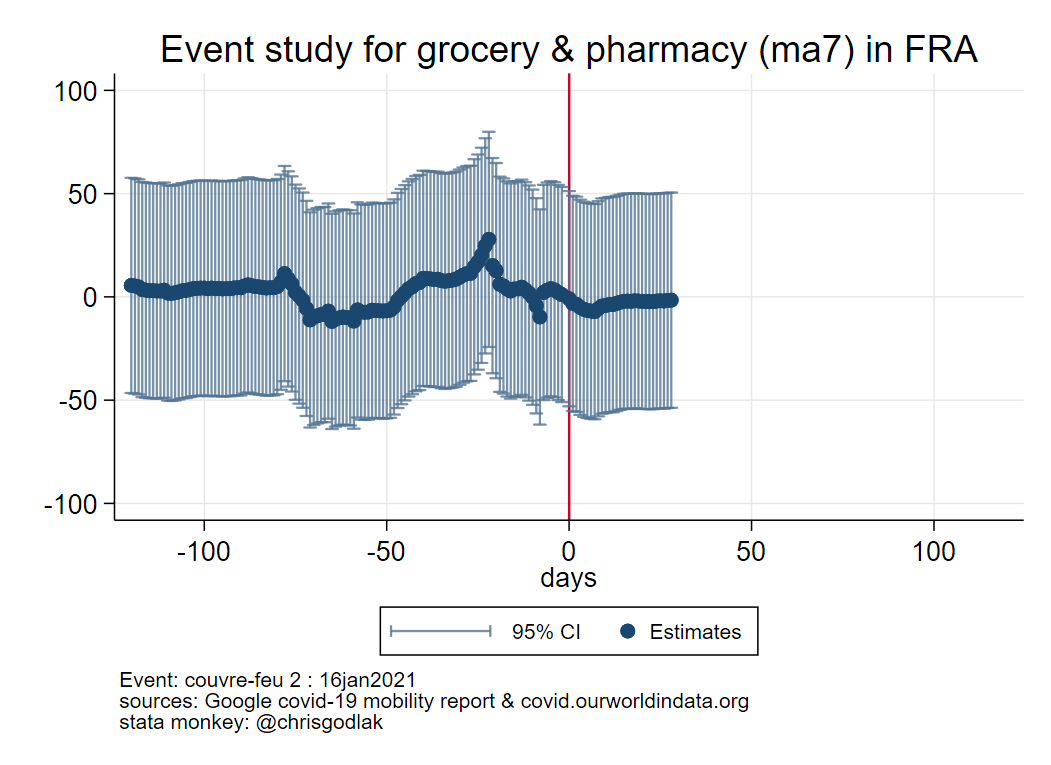 Event study for grocery & pharmacy (ma7) in FRA
100
50
0
-50
-100
-100 -50 0 50 100
days
95% CI Estimates
Event: couvre-feu 2 : 16jan2021
sources: Google covid-19 mobility report & covid.ourworldindata.org
stata monkey: @chrisgodlak